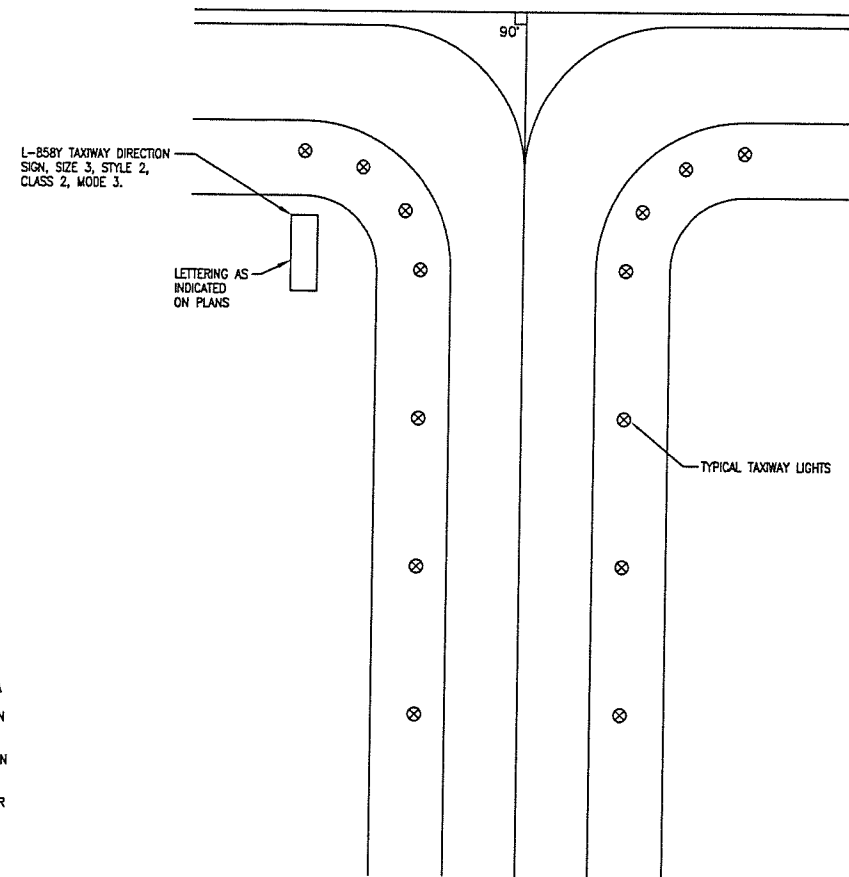 90°
L-858Y TAXIWAY DIRECTION
SIGN, SIZE 3, STYLE 2,
CLASS 2, MODE 3.
LETTERING AS
INDICATED
ON PLANS
TYPICAL TAXIWAY LIGHTS
N
N
R